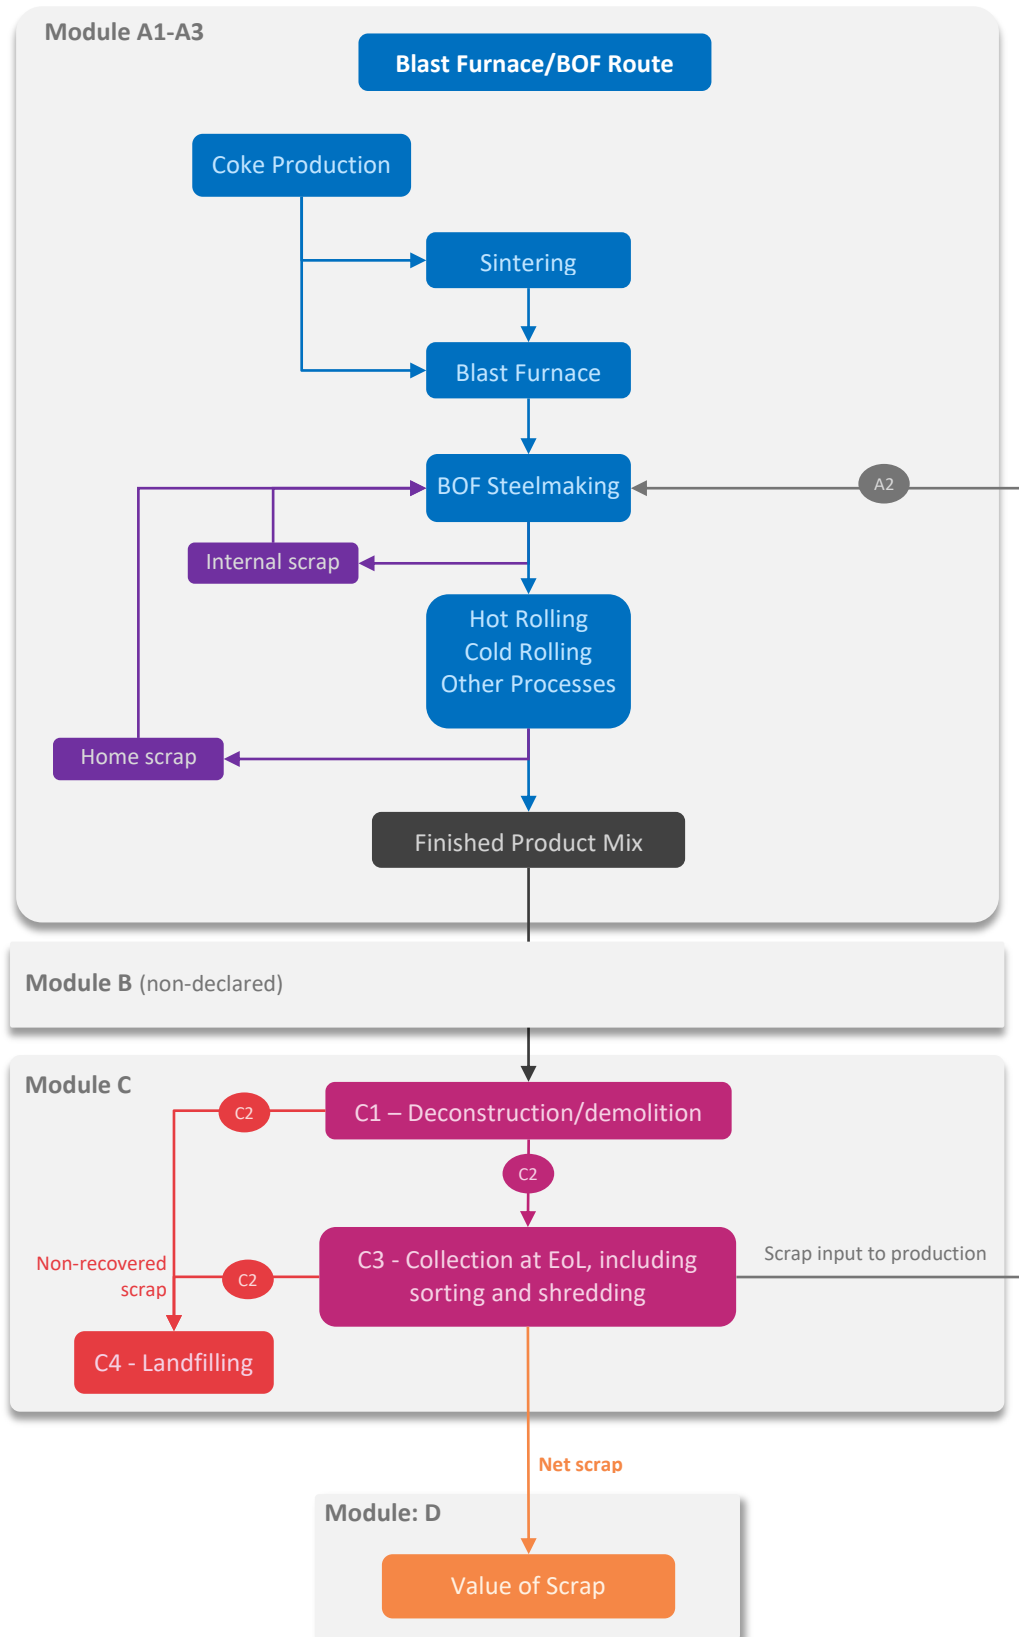 Module A1-A3
Blast Furnace/BOF Route
Coke Production
Sintering
Blast Furnace
BOF Steelmaking
A2
Internal scrap
Hot Rolling
Cold Rolling
Other Processes
Home scrap
Finished Product Mix
Module B (non-declared)
Module C
C1 – Deconstruction/demolition
C2
C2
Non-recovered
scrap
C2
C3 - Collection at EoL, including
sorting and shredding
Scrap input to production
C4 - Landfilling
Net scrap
Module: D
Value of Scrap